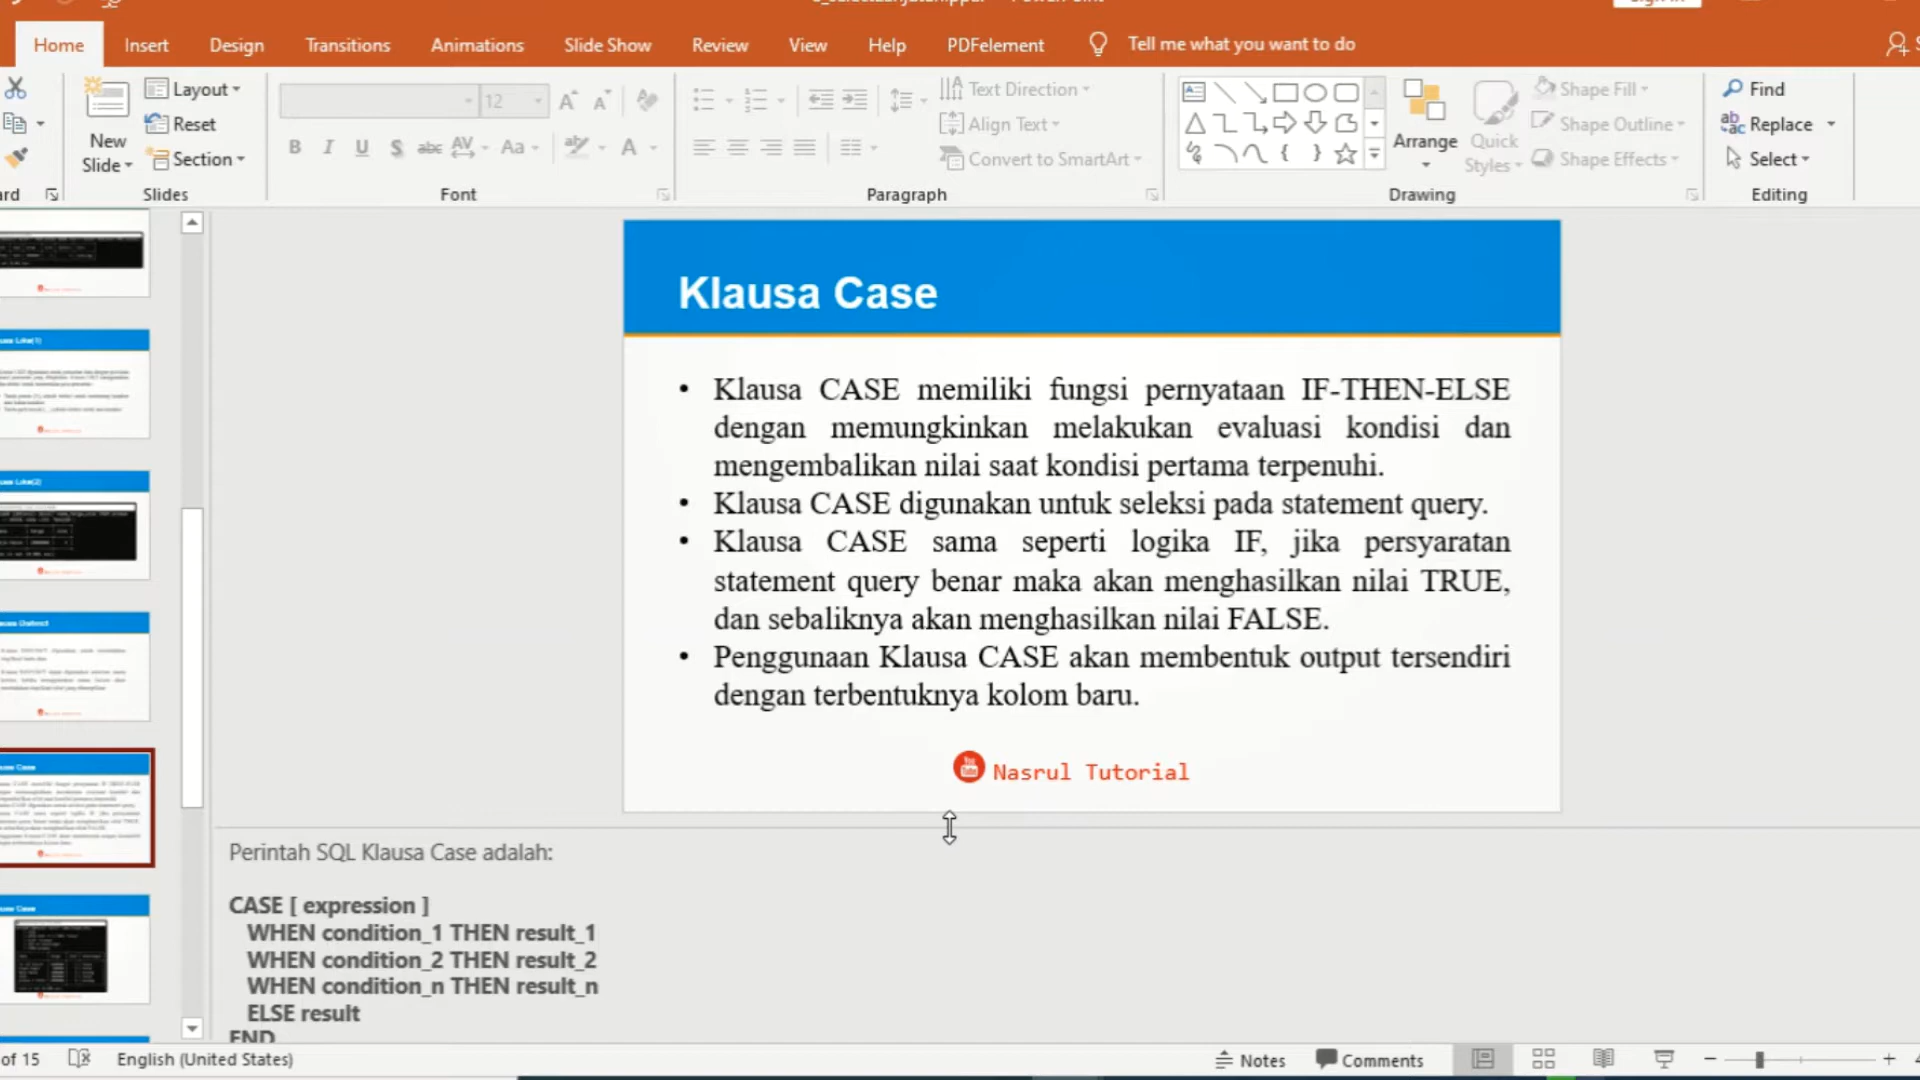 Home Insert Design Transitions Animations Slide Show Review View Help PDFelement Tell me what you want to do
New Slide
Layout
Reset
Section
12
Text Direction
Align Text
Convert to SmartArt
Arrange
Quick Styles
Shape Fill
Shape Outline
Shape Effects
Find
Replace
Select
Slides Font Paragraph Drawing Editing
Klausa Case
• Klausa CASE memiliki fungsi pernyataan IF-THEN-ELSE
dengan memungkinkan melakukan evaluasi kondisi dan
mengembalikan nilai saat kondisi pertama terpenuhi.
• Klausa CASE digunakan untuk seleksi pada statement query.
• Klausa CASE sama seperti logika IF, jika persyaratan
statement query benar maka akan menghasilkan nilai TRUE,
dan sebaliknya akan menghasilkan nilai FALSE.
• Penggunaan Klausa CASE akan membentuk output tersendiri
dengan terbentuknya kolom baru.
Nasrul Tutorial
Perintah SQL Klausa Case adalah:
CASE [ expression ]
WHEN condition_1 THEN result_1
WHEN condition_2 THEN result_2
WHEN condition_n THEN result_n
ELSE result
END
of 15 English (United States) Notes Comments